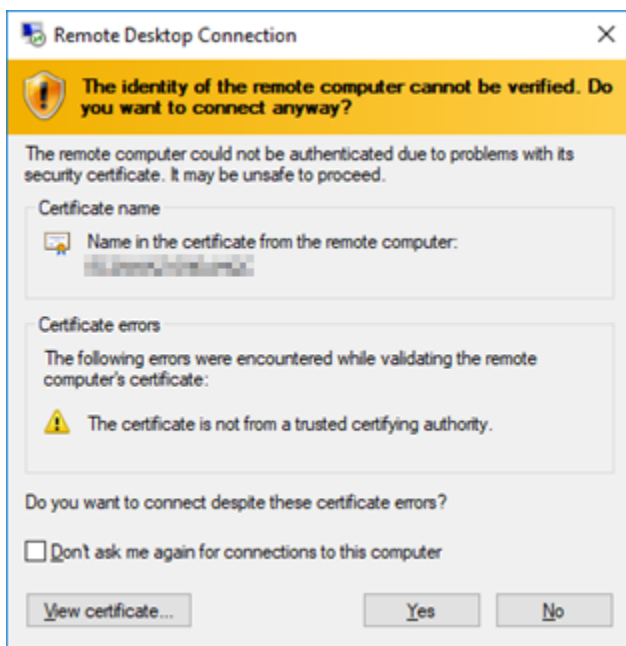 Remote Desktop Connection
The identity of the remote computer cannot be verified. Do
you want to connect anyway?
The remote computer could not be authenticated due to problems with its
security certificate. It may be unsafe to proceed.
Certificate name
Name in the certificate from the remote computer:
Certificate errors
The following errors were encountered while validating the remote
computer's certificate:
The certificate is not from a trusted certifying authority.
Do you want to connect despite these certificate errors?
Don't ask me again for connections to this computer
View certificate...
Yes
No